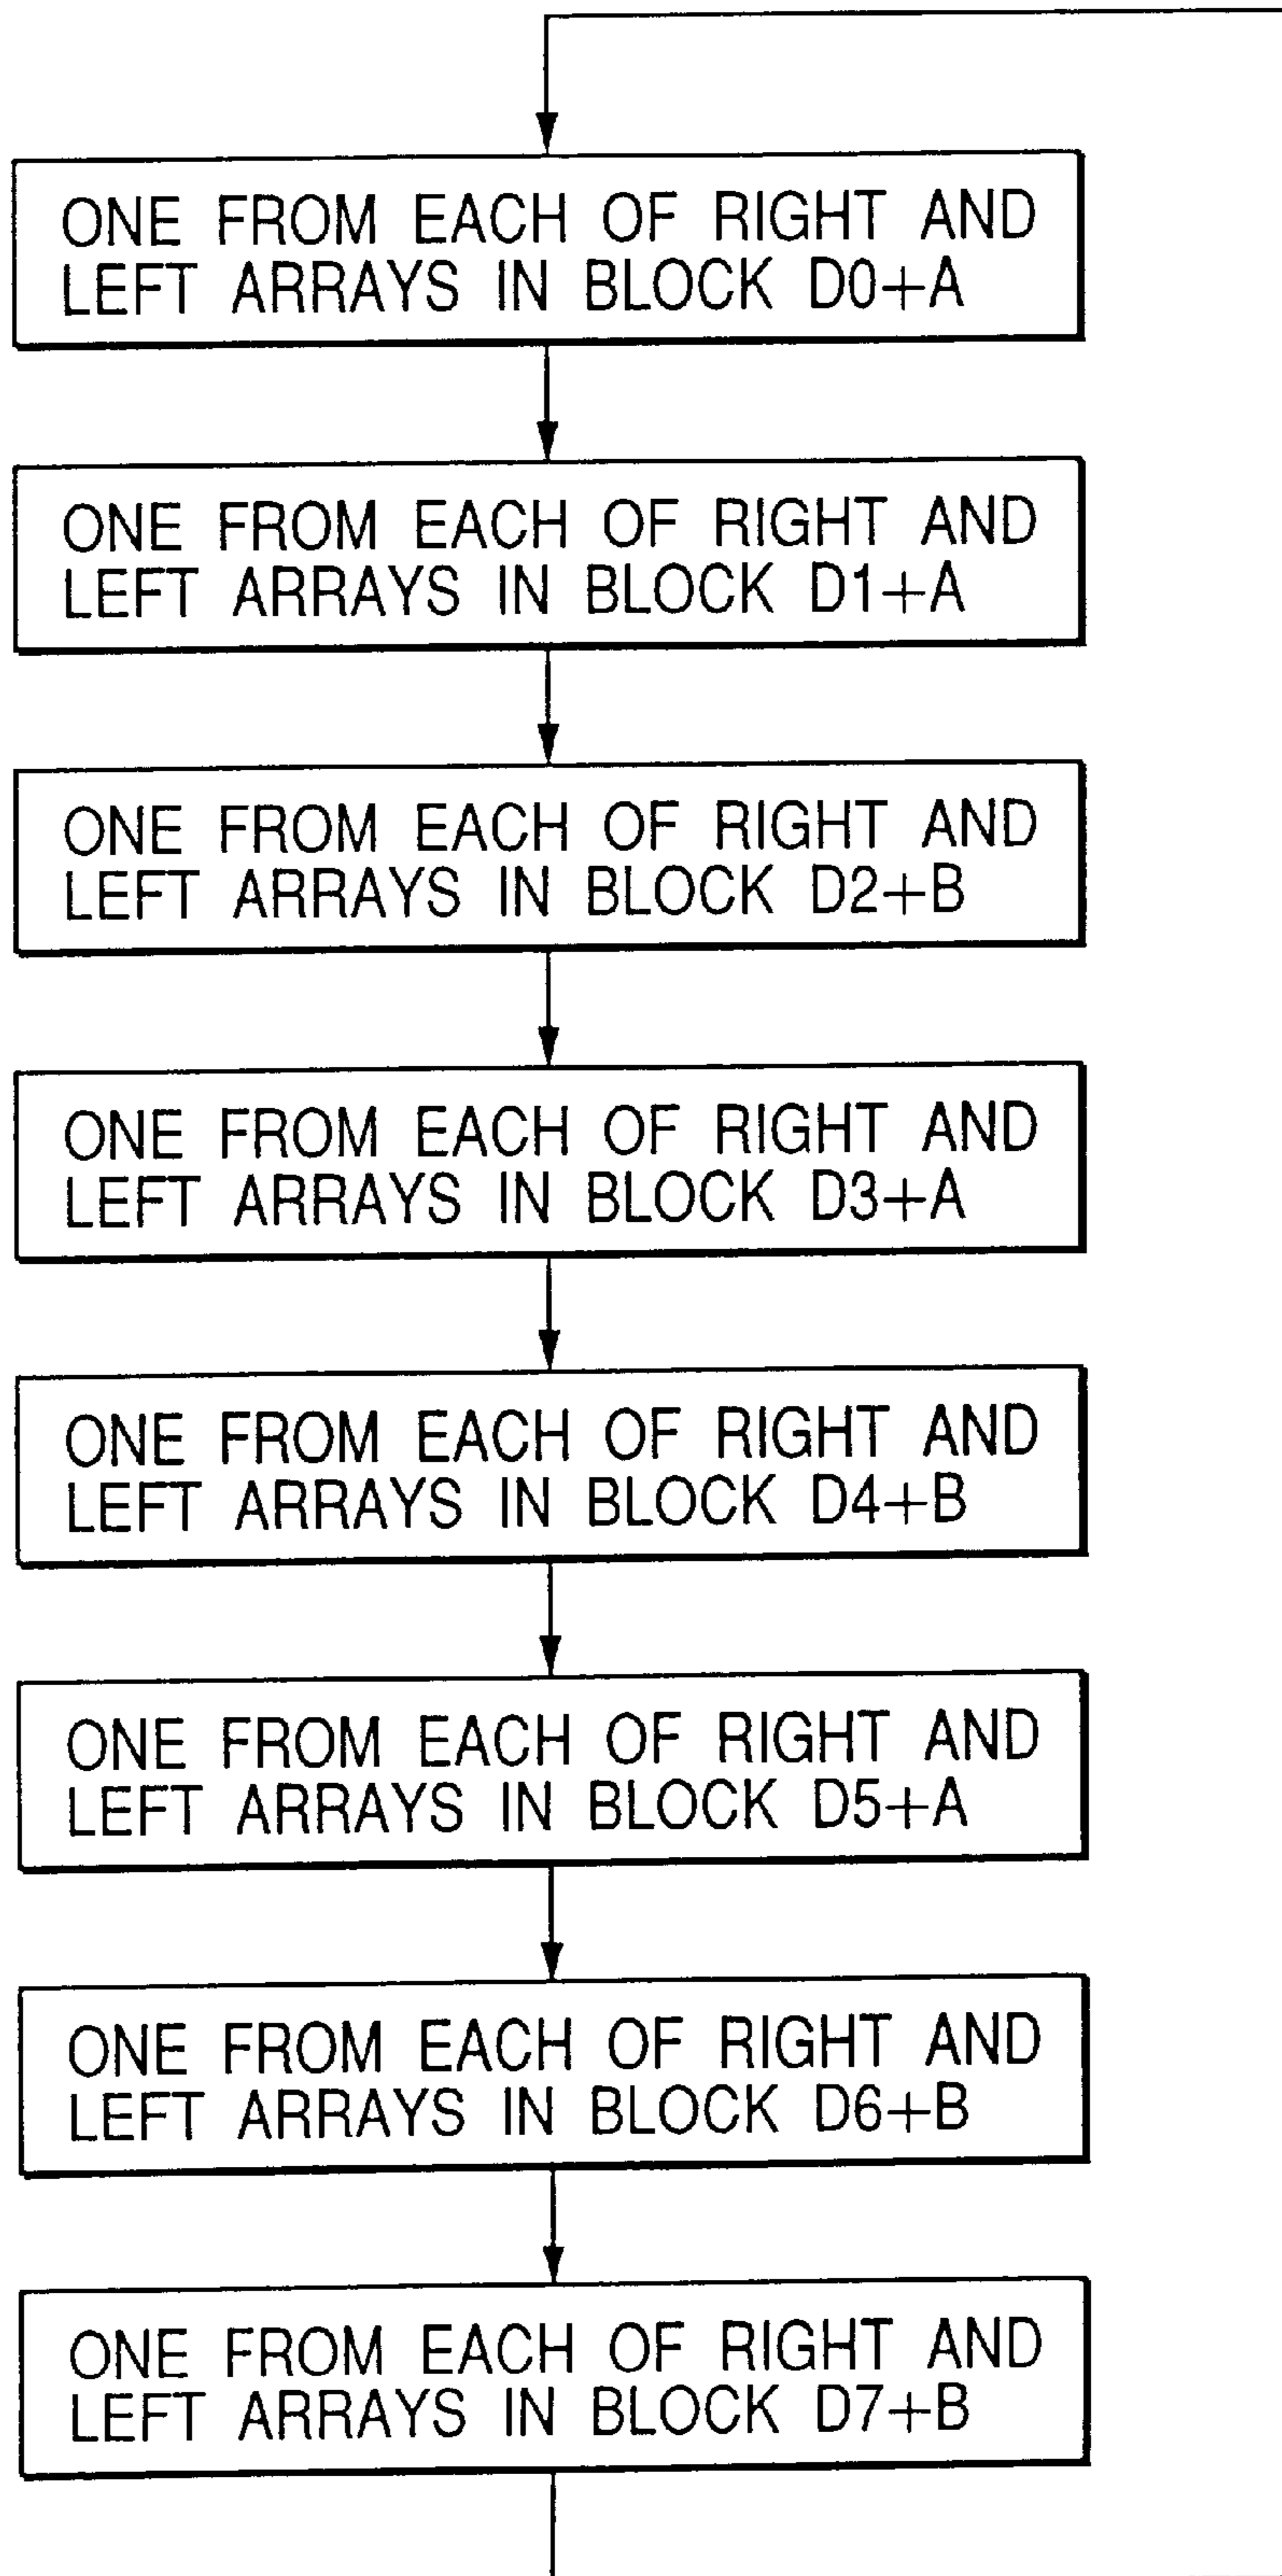 ONE FROM EACH OF RIGHT AND
LEFT ARRAYS IN BLOCK D0+A
ONE FROM EACH OF RIGHT AND
LEFT ARRAYS IN BLOCK D1+A
ONE FROM EACH OF RIGHT AND
LEFT ARRAYS IN BLOCK D2+B
ONE FROM EACH OF RIGHT AND
LEFT ARRAYS IN BLOCK D3+A
ONE FROM EACH OF RIGHT AND
LEFT ARRAYS IN BLOCK D4+B
ONE FROM EACH OF RIGHT AND
LEFT ARRAYS IN BLOCK D5+A
ONE FROM EACH OF RIGHT AND
LEFT ARRAYS IN BLOCK D6+B
ONE FROM EACH OF RIGHT AND
LEFT ARRAYS IN BLOCK D7+B